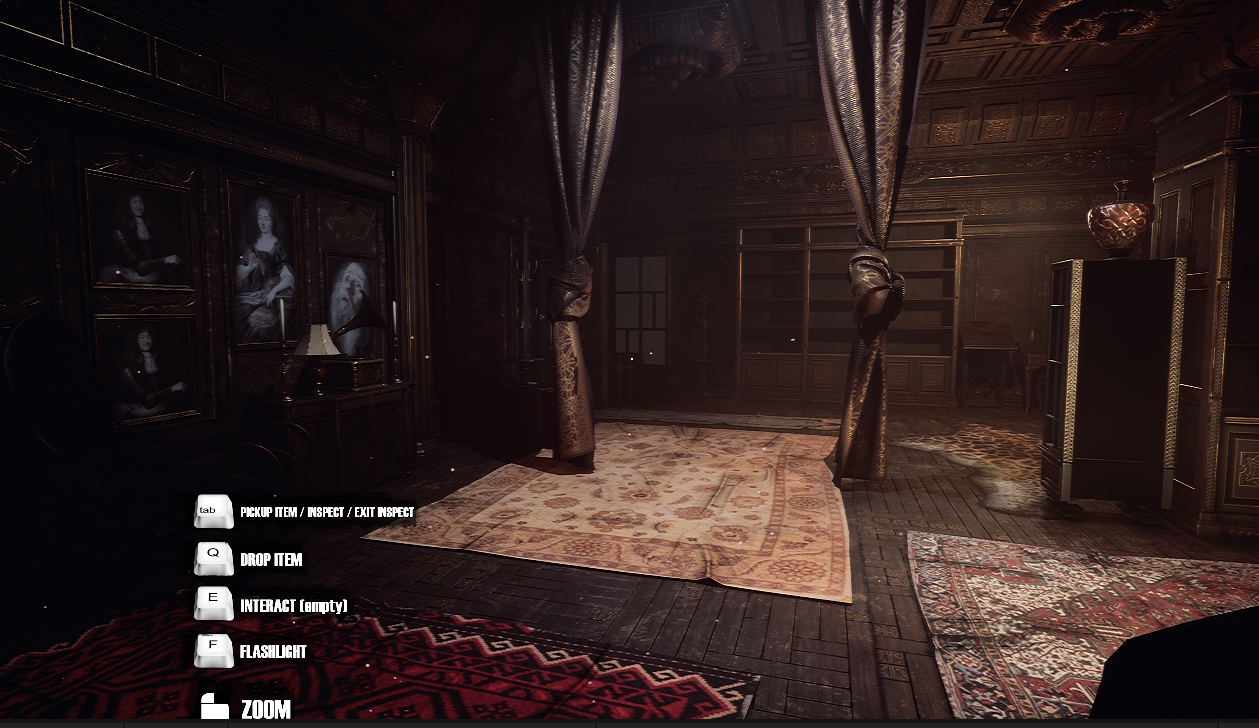 tab PICKUP ITEM / INSPECT / EXIT INSPECT
Q DROP ITEM
E INTERACT (empty)
F FLASHLIGHT
ZOOM